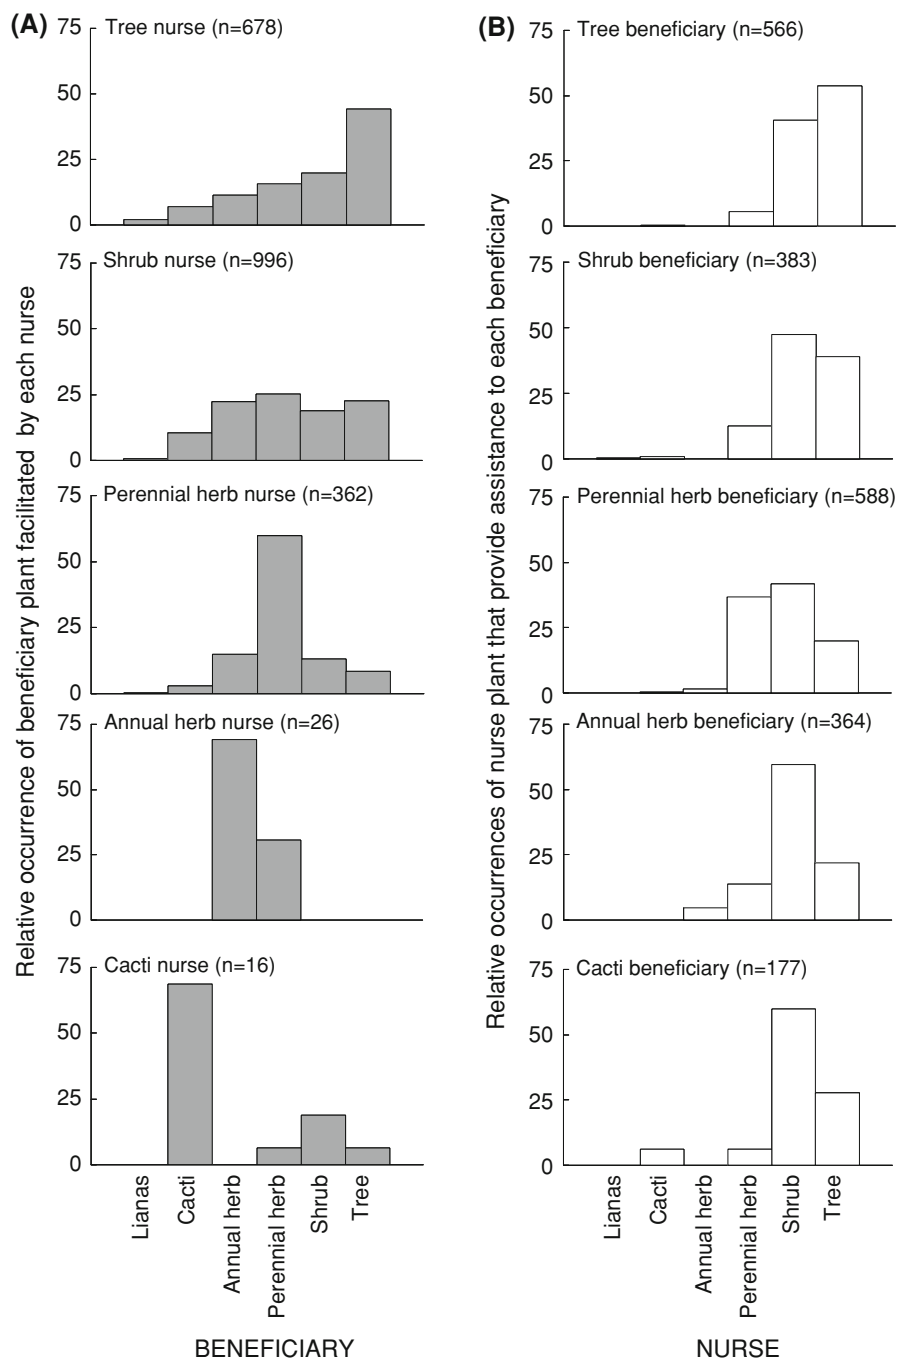 (A)
Tree nurse (n=678)
75
50
25
0
Shrub nurse (n=996)
75
50
25
0
Perennial herb nurse (n=362)
75
50
25
0
Annual herb nurse (n=26)
75
50
25
0
Cacti nurse (n=16)
75
50
25
0
Relative occurrence of beneficiary plant facilitated by each nurse
Lianas
Cacti
Annual herb
Perennial herb
Shrub
Tree
BENEFICIARY
(B)
Tree beneficiary (n=566)
75
50
25
0
Shrub beneficiary (n=383)
75
50
25
0
Perennial herb beneficiary (n=588)
75
50
25
0
Annual herb beneficiary (n=364)
75
50
25
0
Cacti beneficiary (n=177)
75
50
25
0
Relative occurrences of nurse plant that provide assistance to each beneficiary
Lianas
Cacti
Annual herb
Perennial herb
Shrub
Tree
NURSE